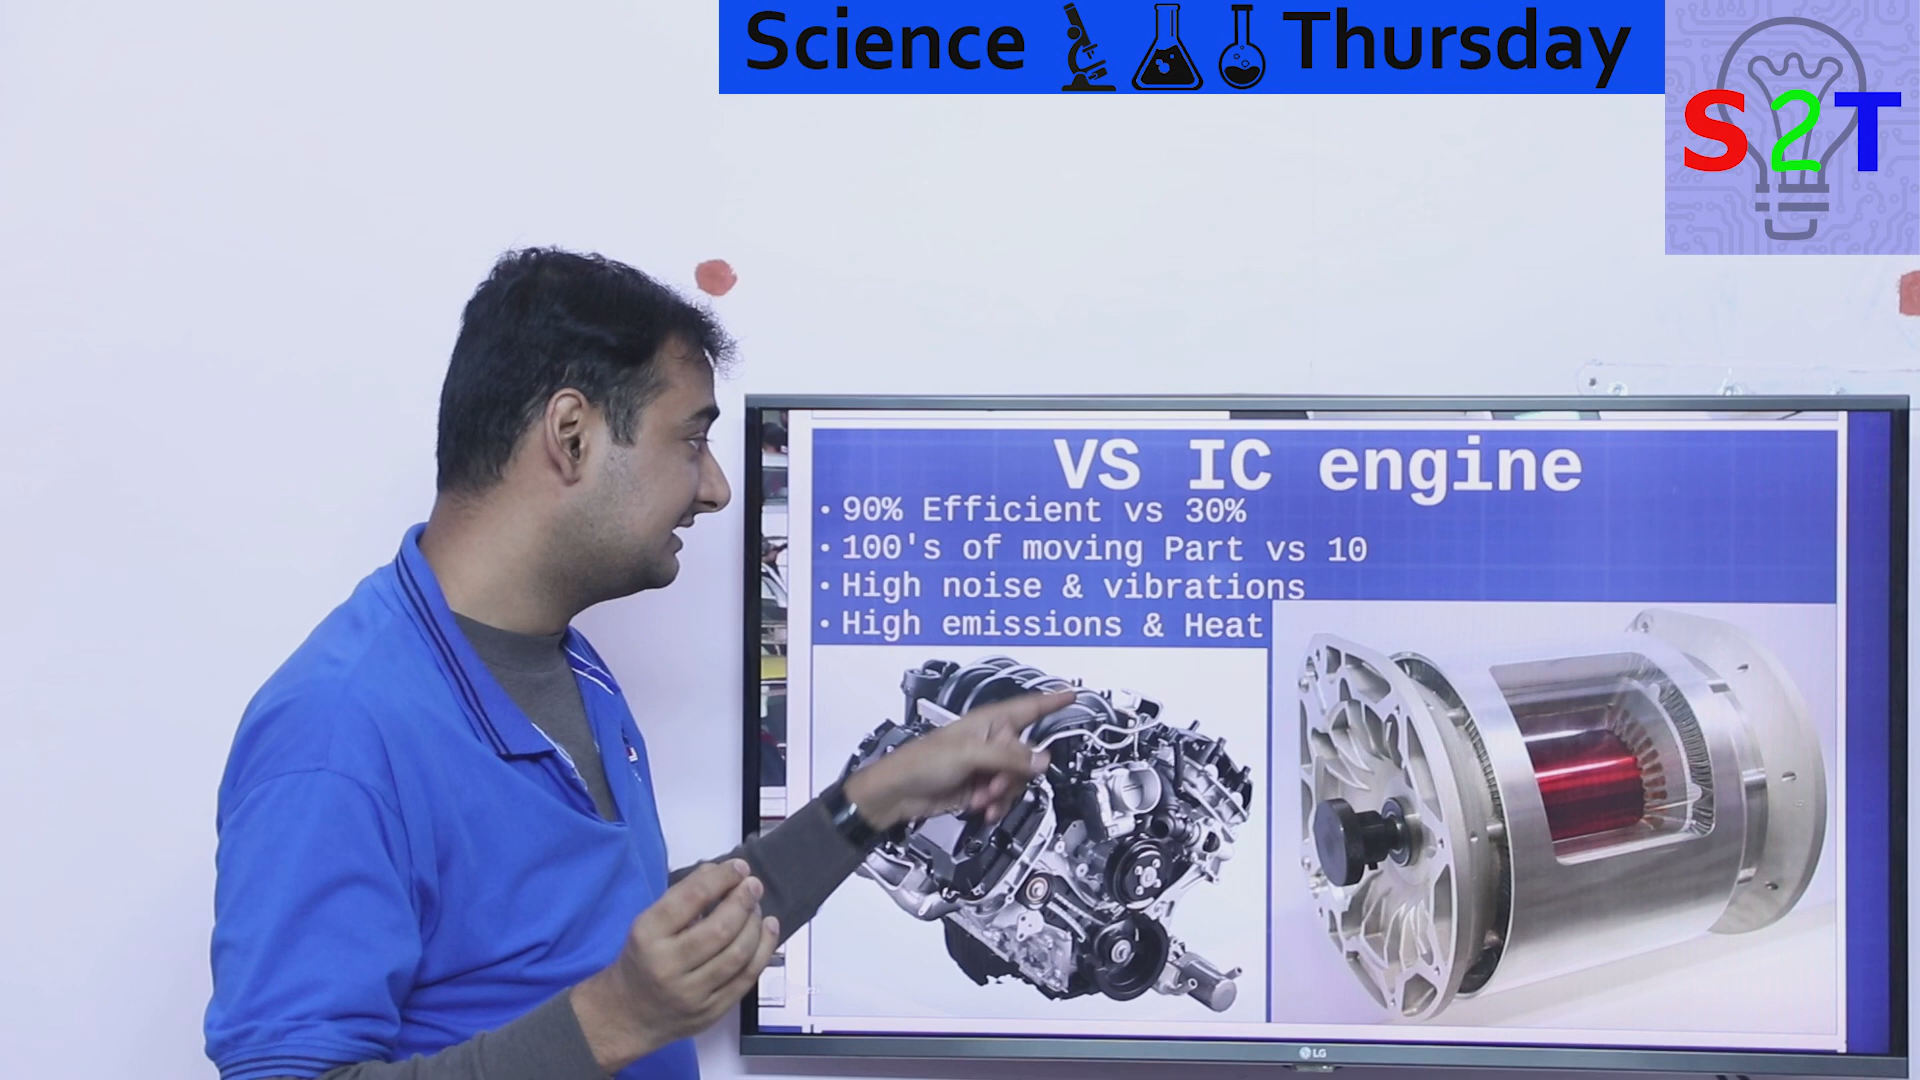 Science Thursday
S2T
VS IC engine
• 90% Efficient vs 30%
• 100's of moving Part vs 10
• High noise & vibrations
• High emissions & Heat
LG